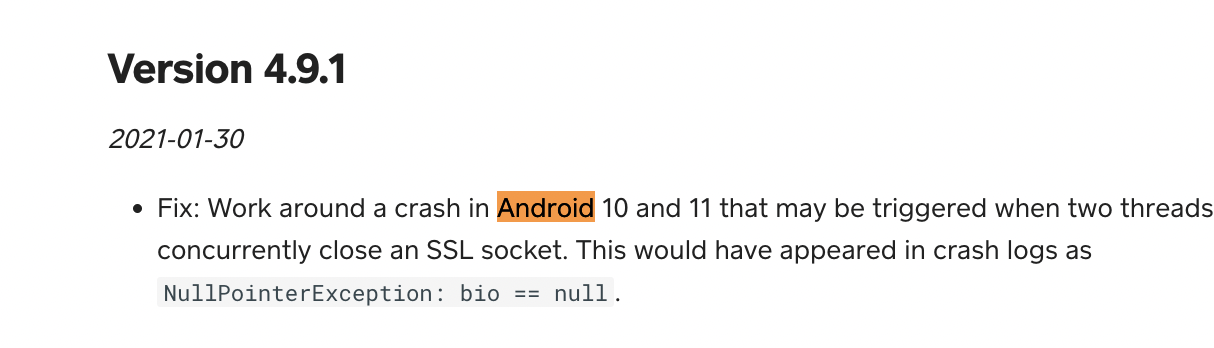 Version 4.9.1
2021-01-30
• Fix: Work around a crash in Android 10 and 11 that may be triggered when two threads
concurrently close an SSL socket. This would have appeared in crash logs as
NullPointerException: bio == null.